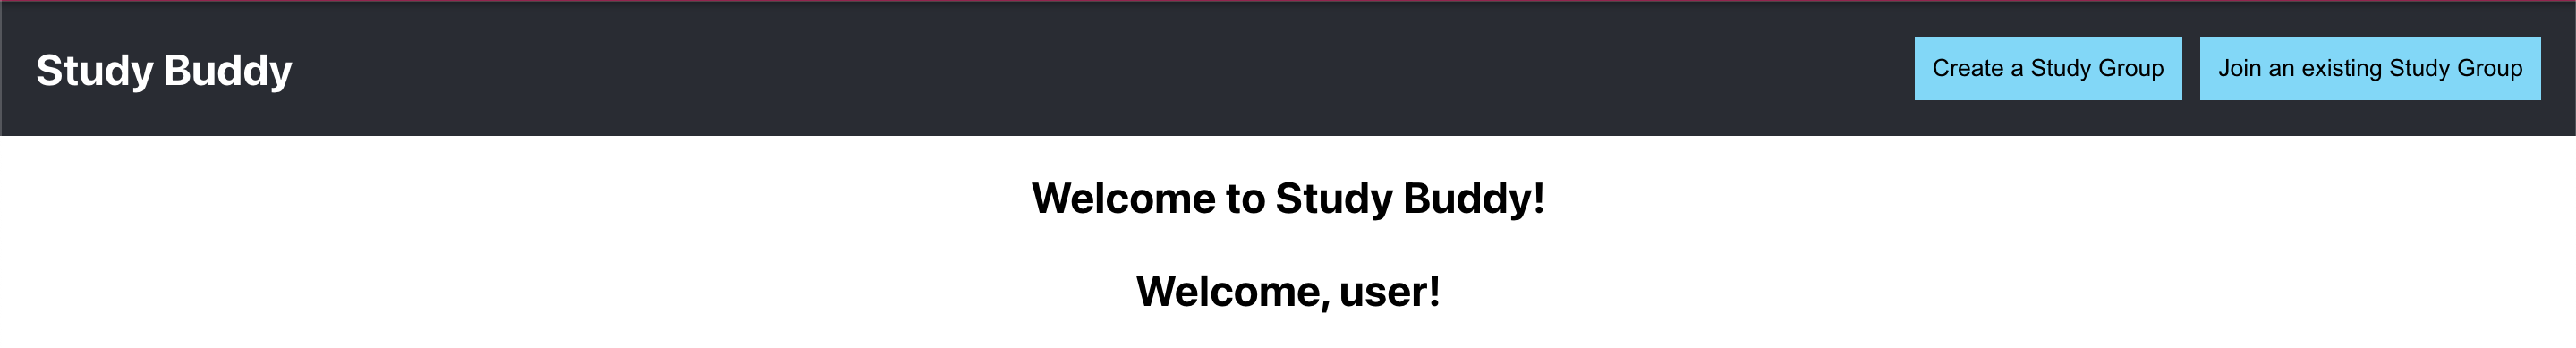 Study Buddy
Create a Study Group
Join an existing Study Group
Welcome to Study Buddy!
Welcome, user!